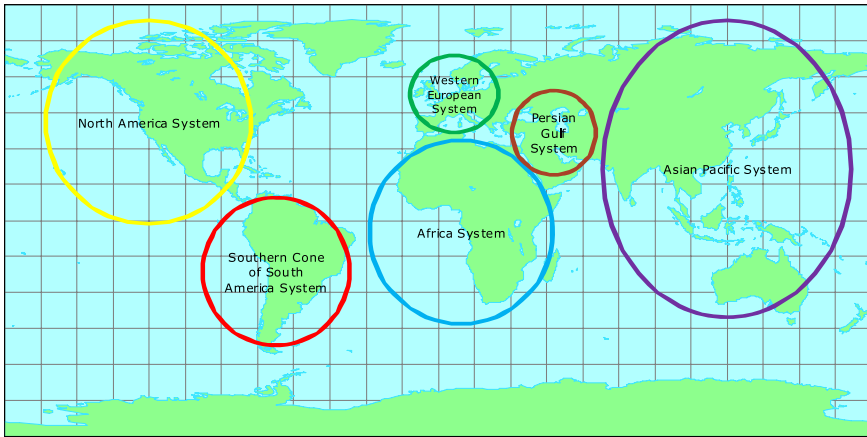 Western
European
System
North America System
Persian
Gulf
System
Asian Pacific System
Africa System
Southern Cone
of South
America System